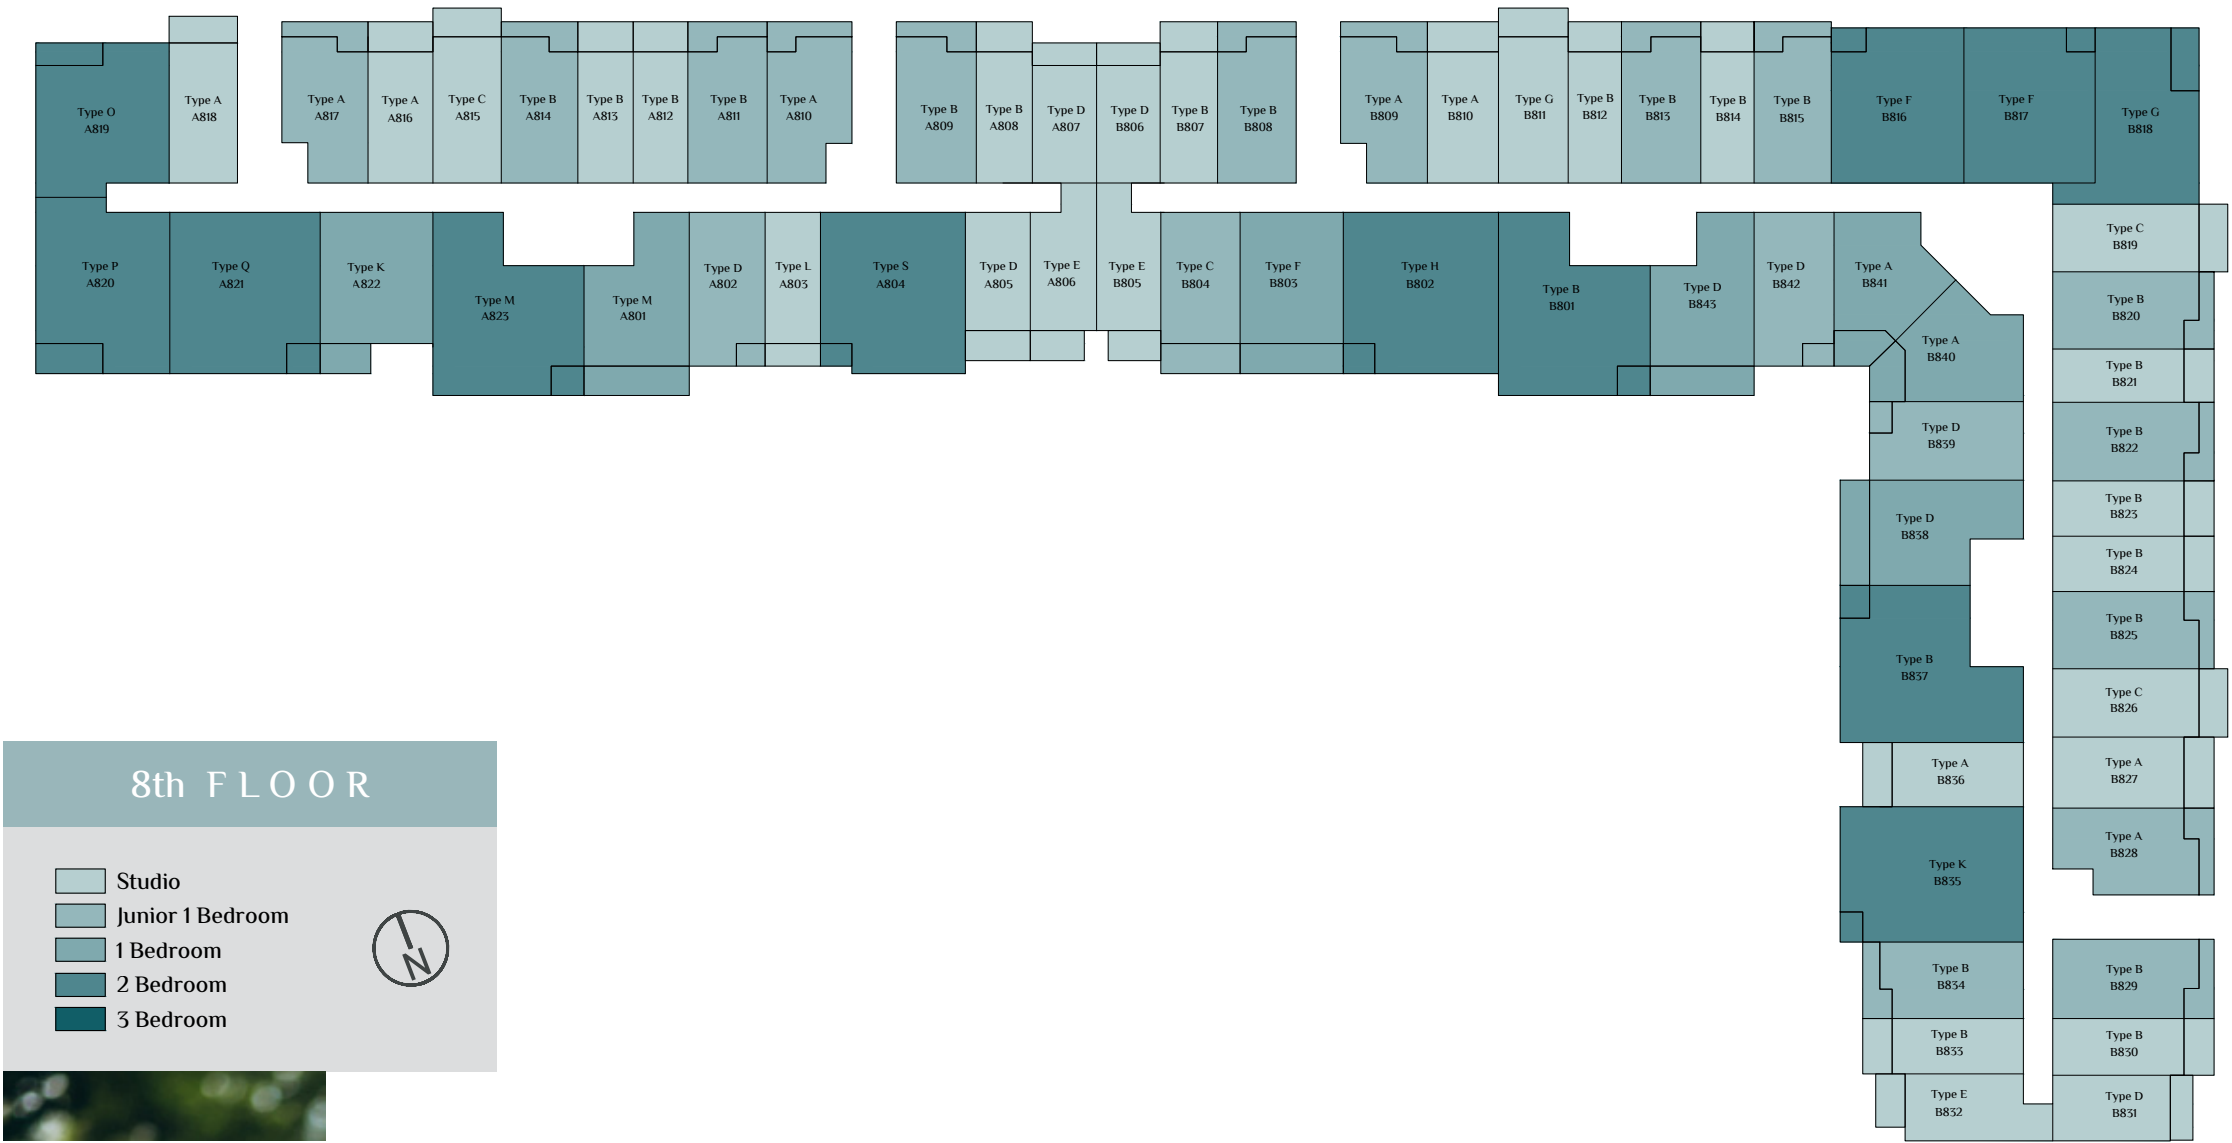 Type O
A819
Type A
A818
Type A
A817
Type A
A816
Type C
A815
Type B
A814
Type B
A813
Type B
A812
Type B
A811
Type A
A810
Type B
A809
Type B
A808
Type D
A807
Type D
B806
Type B
B807
Type B
B808
Type A
B809
Type A
B810
Type G
B811
Type B
B812
Type B
B813
Type B
B814
Type B
B815
Type F
B816
Type F
B817
Type G
B818
Type P
A820
Type Q
A821
Type K
A822
Type M
A823
Type M
A801
Type D
A802
Type L
A803
Type S
A804
Type D
A805
Type E
A806
Type E
B805
Type C
B804
Type F
B803
Type H
B802
Type B
B801
Type D
B843
Type D
B842
Type A
B841
Type A
B840
Type D
B839
Type D
B838
Type B
B837
Type A
B836
Type K
B835
Type B
B834
Type B
B833
Type E
B832
Type C
B819
Type B
B820
Type B
B821
Type B
B822
Type B
B823
Type B
B824
Type B
B825
Type C
B826
Type A
B827
Type A
B828
Type B
B829
Type B
B830
Type D
B831
8th FLOOR
Studio
Junior 1 Bedroom
1 Bedroom
2 Bedroom
3 Bedroom
N